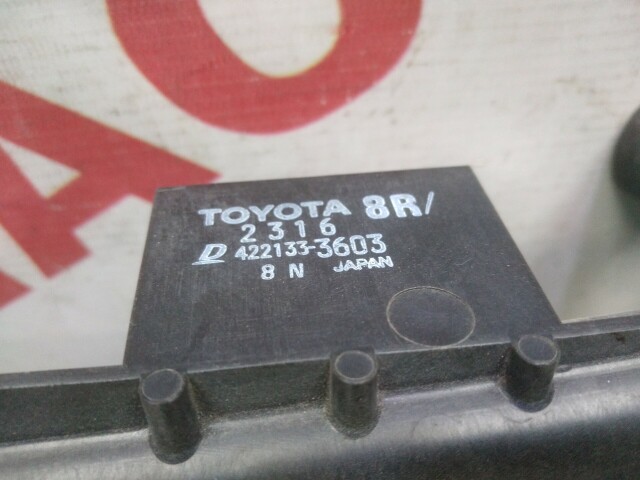 TOYOTA 8R/
2316
D 422133-3603
8 N JAPAN